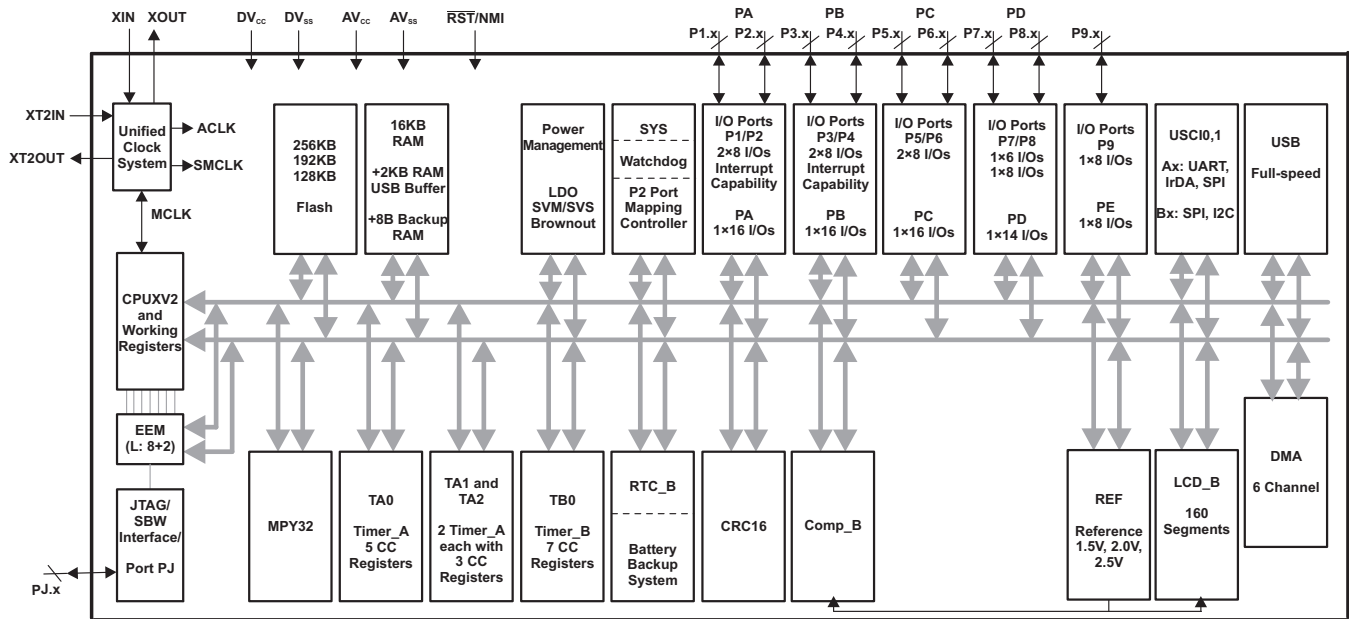 XIN
XOUT
DVCC
DVSS
AVCC
AVSS
RST/NMI
PA
PB
PC
PD
P1.x
P2.x
P3.x
P4.x
P5.x
P6.x
P7.x
P8.x
P9.x
XT2IN
XT2OUT
Unified
Clock
System
ACLK
SMCLK
MCLK
256KB
192KB
128KB
Flash
16KB
RAM
+2KB RAM
USB Buffer
+8B Backup
RAM
Power
Management
LDO
SVM/SVS
Brownout
SYS
Watchdog
P2 Port
Mapping
Controller
I/O Ports
P1/P2
2×8 I/Os
Interrupt
Capability
PA
1×16 I/Os
I/O Ports
P3/P4
2×8 I/Os
Interrupt
Capability
PB
1×16 I/Os
I/O Ports
P5/P6
2×8 I/Os
PC
1×16 I/Os
I/O Ports
P7/P8
1×6 I/Os
1×8 I/Os
PD
1×14 I/Os
I/O Ports
P9
1×8 I/Os
PE
1×8 I/Os
USCI0,1
Ax: UART,
IrDA, SPI
Bx: SPI, I2C
USB
Full-speed
CPUXV2
and
Working
Registers
EEM
(L: 8+2)
JTAG/
SBW
Interface/
Port PJ
PJ.x
MPY32
TA0
Timer_A
5 CC
Registers
TA1 and
TA2
2 Timer_A
each with
3 CC
Registers
TB0
Timer_B
7 CC
Registers
RTC_B
Battery
Backup
System
CRC16
Comp_B
REF
Reference
1.5V, 2.0V,
2.5V
LCD_B
160
Segments
DMA
6 Channel